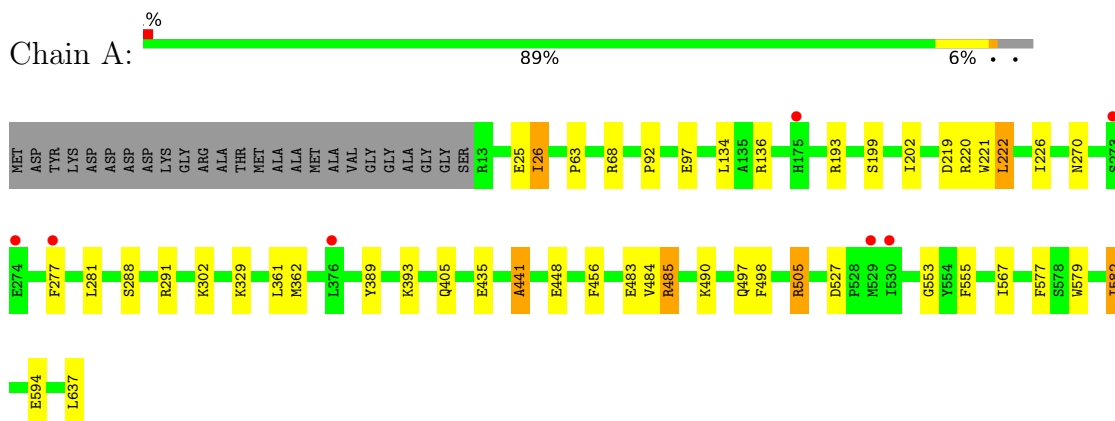 .%
Chain A:
89% 6% • •
MET ASP TYR LYS ASP ASP ASP ASP LYS GLY ARG ALA THR MET ALA ALA MET ALA VAL GLY GLY ALA GLY GLY SER R13 E25 I26 P63 R68 P92 E97 L134 A135 R136 H175 R193 S199 I202 D219 R220 W221 L222 I226 N270 S273
E274 F277 L281 S288 R291 K302 K329 L361 M362 L376 Y389 K393 Q405 E435 A441 E448 F456 E483 V484 R485 K490 Q497 F498 R505 D527 P528 M529 I530 G553 Y554 F555 I567 F577 S578 W579 I582
E594 L637